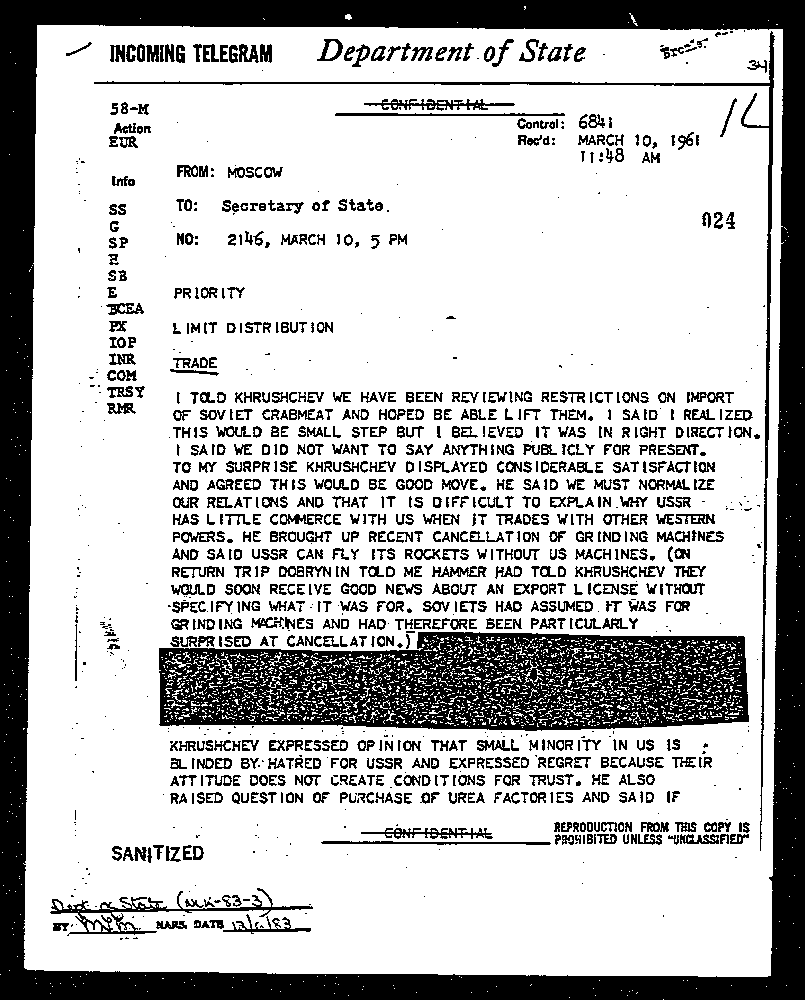 INCOMING TELEGRAM Department of State
34
58-M CONFIDENTIAL
Action Control: 6841
EUR Rec'd: MARCH 10, 1961
11:48 AM
FROM: MOSCOW
Info
SS TO: Secretary of State.
G 024
SP NO: 2146, MARCH 10, 5 PM
H
SB
E PRIORITY
ECEA
PX LIMIT DISTRIBUTION
IOP
INR TRADE
COM
TRSY
RMR
I TOLD KHRUSHCHEV WE HAVE BEEN REVIEWING RESTRICTIONS ON IMPORT
OF SOVIET CRABMEAT AND HOPED BE ABLE LIFT THEM. I SAID I REALIZED
THIS WOULD BE SMALL STEP BUT I BELIEVED IT WAS IN RIGHT DIRECTION.
I SAID WE DID NOT WANT TO SAY ANYTHING PUBLICLY FOR PRESENT.
TO MY SURPRISE KHRUSHCHEV DISPLAYED CONSIDERABLE SATISFACTION
AND AGREED THIS WOULD BE GOOD MOVE. HE SAID WE MUST NORMALIZE
OUR RELATIONS AND THAT IT IS DIFFICULT TO EXPLAIN WHY USSR
HAS LITTLE COMMERCE WITH US WHEN IT TRADES WITH OTHER WESTERN
POWERS. HE BROUGHT UP RECENT CANCELLATION OF GRINDING MACHINES
AND SAID USSR CAN FLY ITS ROCKETS WITHOUT US MACHINES. (ON
RETURN TRIP DOBRYNIN TOLD ME HAMMER HAD TOLD KHRUSHCHEV THEY
WOULD SOON RECEIVE GOOD NEWS ABOUT AN EXPORT LICENSE WITHOUT
SPECIFYING WHAT IT WAS FOR. SOVIETS HAD ASSUMED IT WAS FOR
GRINDING MACHINES AND HAD THEREFORE BEEN PARTICULARLY
SURPRISED AT CANCELLATION.)
KHRUSHCHEV EXPRESSED OPINION THAT SMALL MINORITY IN US IS
BLINDED BY HATRED FOR USSR AND EXPRESSED REGRET BECAUSE THEIR
ATTITUDE DOES NOT CREATE CONDITIONS FOR TRUST. HE ALSO
RAISED QUESTION OF PURCHASE OF UREA FACTORIES AND SAID IF
CONFIDENTIAL
REPRODUCTION FROM THIS COPY IS
PROHIBITED UNLESS "UNCLASSIFIED"
SANITIZED
Dept of State (NLK-83-3)
BY MFM NARS, DATE